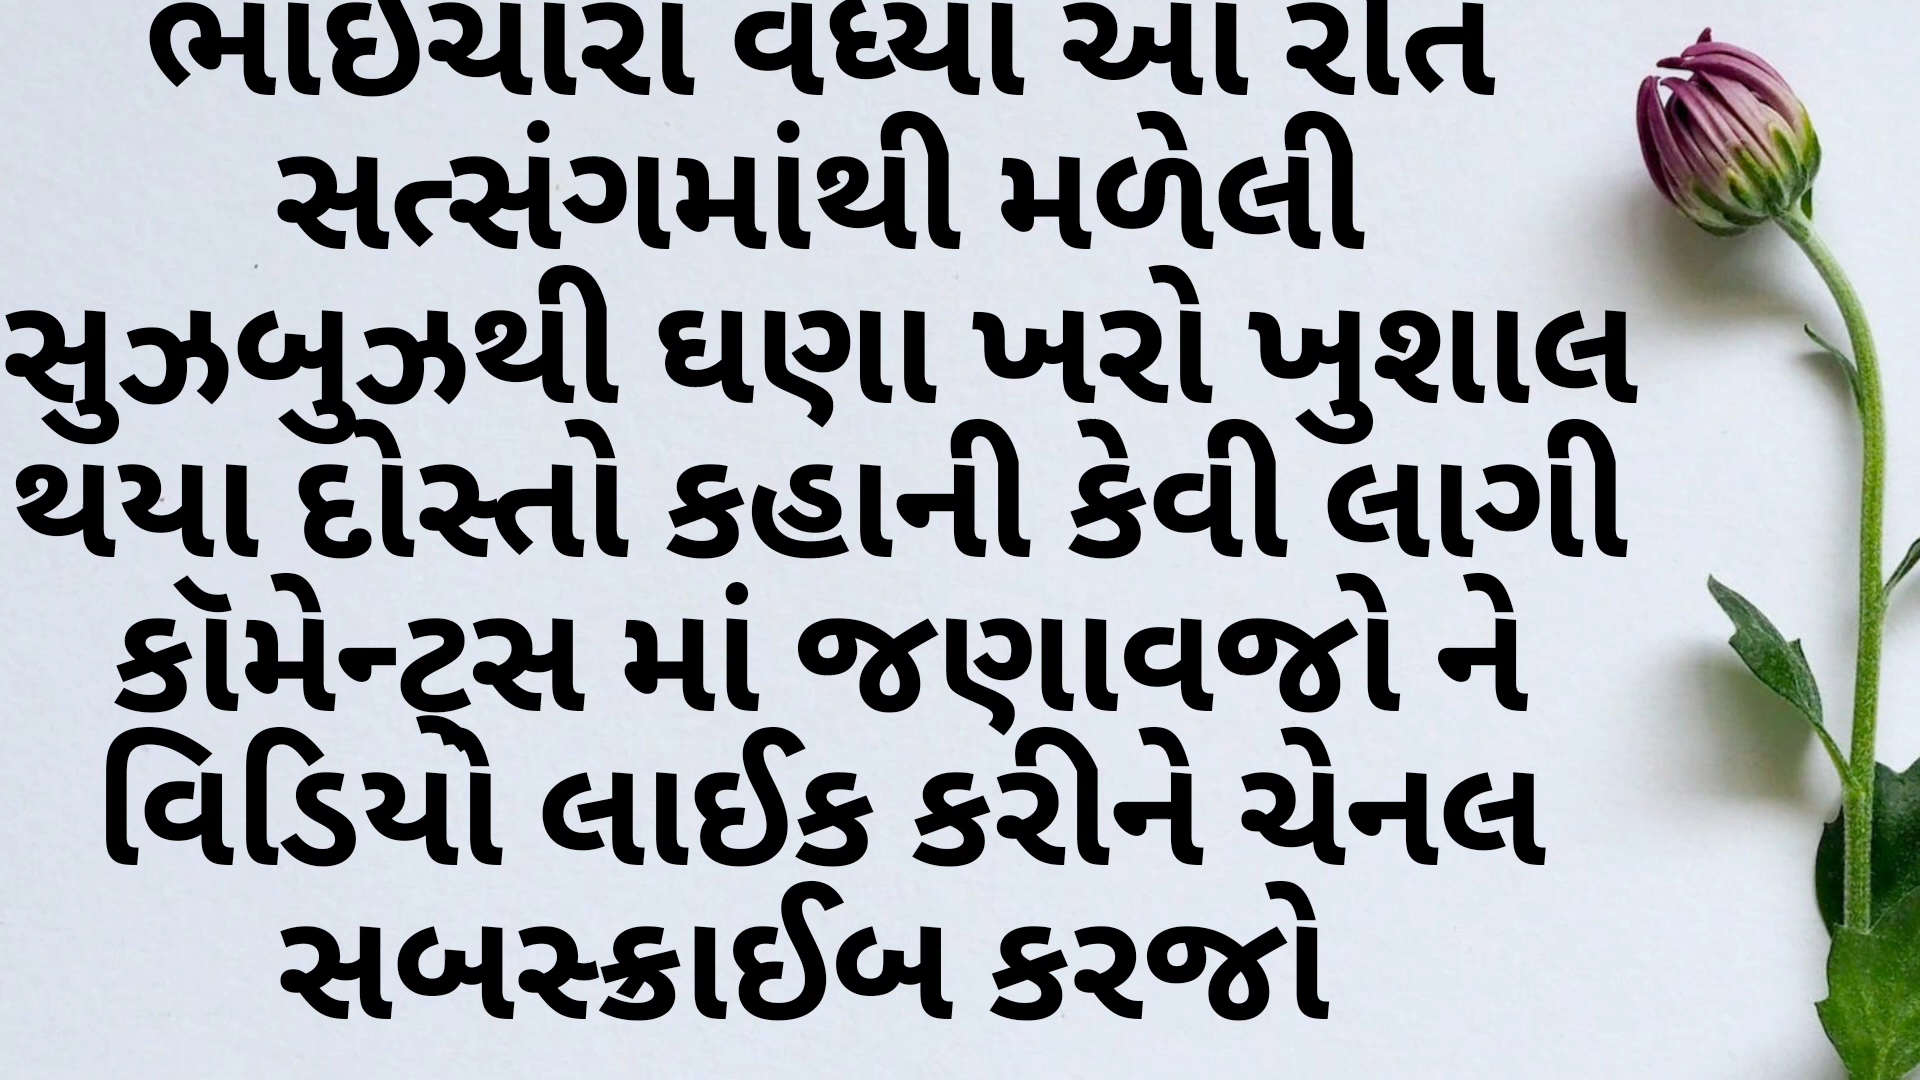 ભાઈચારા વધ્યા આ રીત
સત્સંગમાંથી મળેલી
સુઝબુઝથી ઘણા ખરો ખુશાલ
થયા દોસ્તો કહાની કેવી લાગી
કૉમેન્ટ્સ માં જણાવજો ને
વિડિયો લાઈક કરીને ચેનલ
સબસ્ક્રાઈબ કરજો